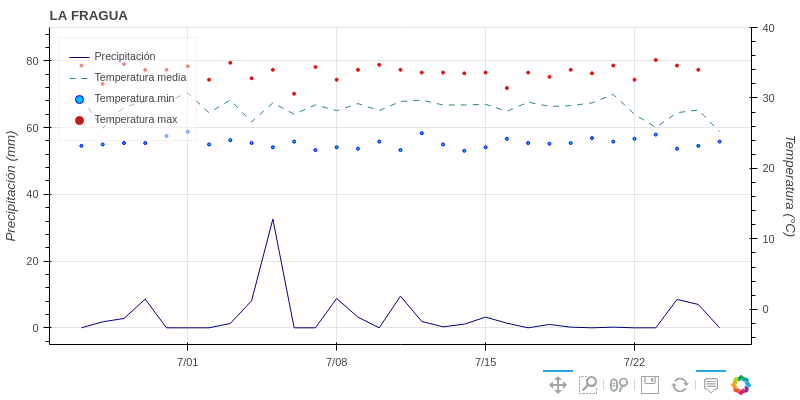 LA FRAGUA
Precipitación
Temperatura media
Temperatura min
Temperatura max
Precipitación (mm)
80
60
40
20
0
Temperatura (°C)
40
30
20
10
0
7/01
7/08
7/15
7/22